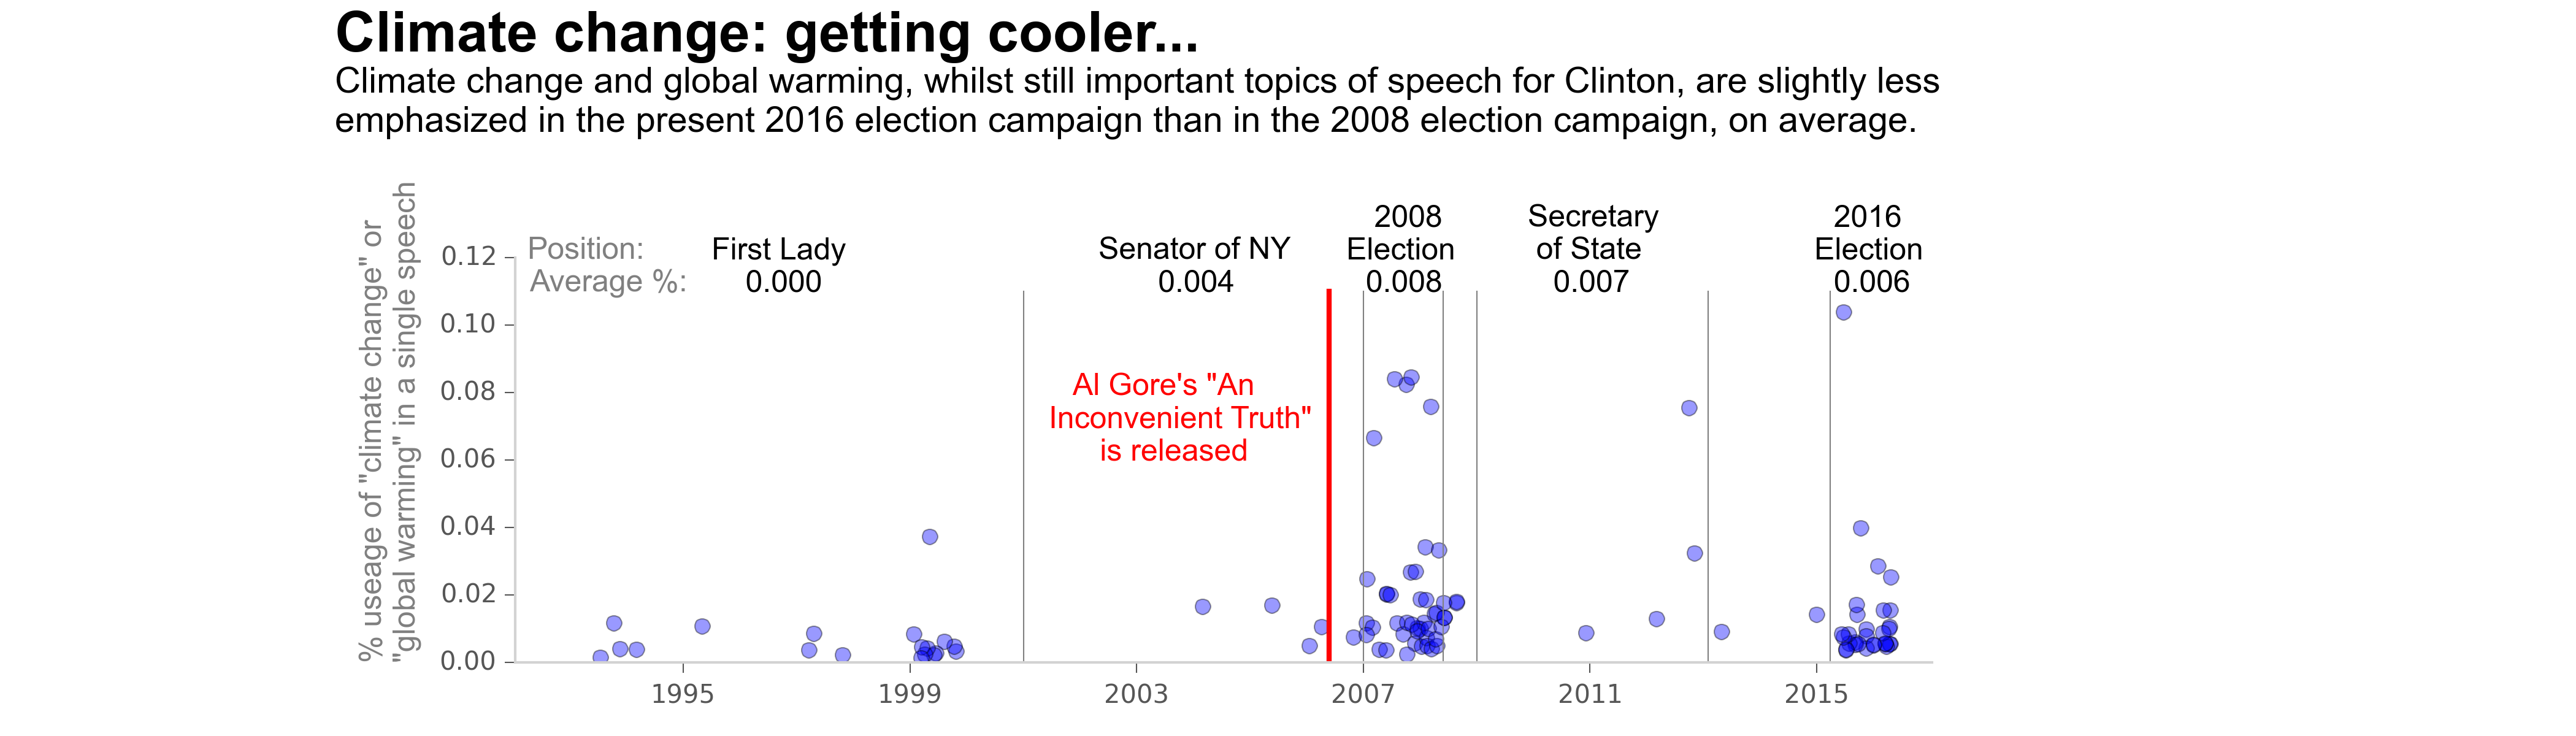 Climate change: getting cooler...
Climate change and global warming, whilst still important topics of speech for Clinton, are slightly less
emphasized in the present 2016 election campaign than in the 2008 election campaign, on average.
% useage of "climate change" or
"global warming" in a single speech
0.12
0.10
0.08
0.06
0.04
0.02
0.00
Position:
Average %:
First Lady
0.000
Senator of NY
0.004
2008
Election
0.008
Secretary
of State
0.007
2016
Election
0.006
Al Gore's "An
Inconvenient Truth"
is released
1995
1999
2003
2007
2011
2015